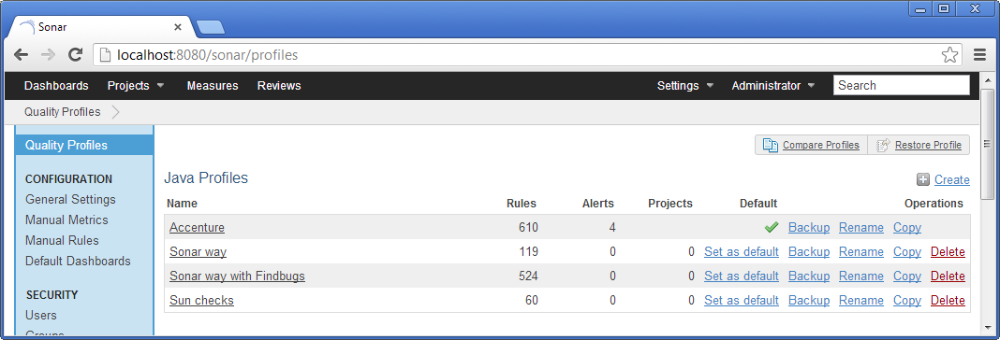 Sonar
localhost:8080/sonar/profiles
Dashboards Projects Measures Reviews Settings Administrator Search
Quality Profiles
Quality Profiles
Compare Profiles Restore Profile
CONFIGURATION
General Settings
Manual Metrics
Manual Rules
Default Dashboards
SECURITY
Users
Groups
Java Profiles
Create
Name Rules Alerts Projects Default Operations
Accenture 610 4 Backup Rename Copy
Sonar way 119 0 0 Set as default Backup Rename Copy Delete
Sonar way with Findbugs 524 0 0 Set as default Backup Rename Copy Delete
Sun checks 60 0 0 Set as default Backup Rename Copy Delete